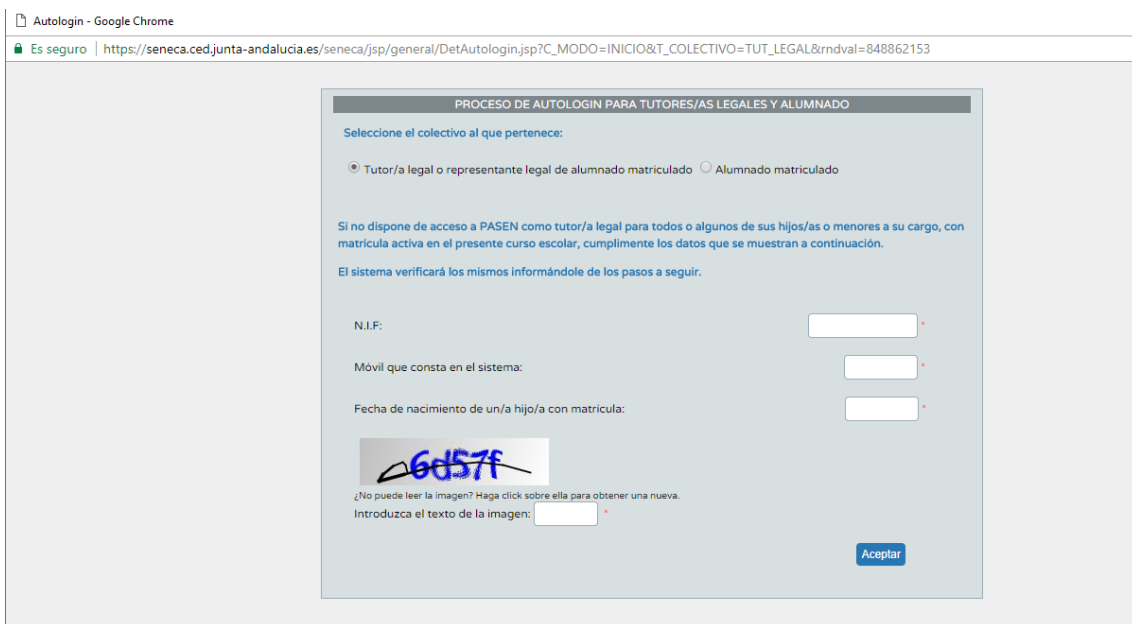 Autologin - Google Chrome
Es seguro | https://seneca.ced.junta-andalucia.es/seneca/jsp/general/DetAutologin.jsp?C_MODO=INICIO&T_COLECTIVO=TUT_LEGAL&rndval=848862153
PROCESO DE AUTOLOGIN PARA TUTORES/AS LEGALES Y ALUMNADO
Seleccione el colectivo al que pertenece:
Tutor/a legal o representante legal de alumnado matriculado Alumnado matriculado
Si no dispone de acceso a PASEN como tutor/a legal para todos o algunos de sus hijos/as o menores a su cargo, con
matrícula activa en el presente curso escolar, cumplimente los datos que se muestran a continuación.
El sistema verificará los mismos informándole de los pasos a seguir.
N.I.F: *
Móvil que consta en el sistema: *
Fecha de nacimiento de un/a hijo/a con matrícula: *
6d57f
¿No puede leer la imagen? Haga click sobre ella para obtener una nueva.
Introduzca el texto de la imagen: *
Aceptar